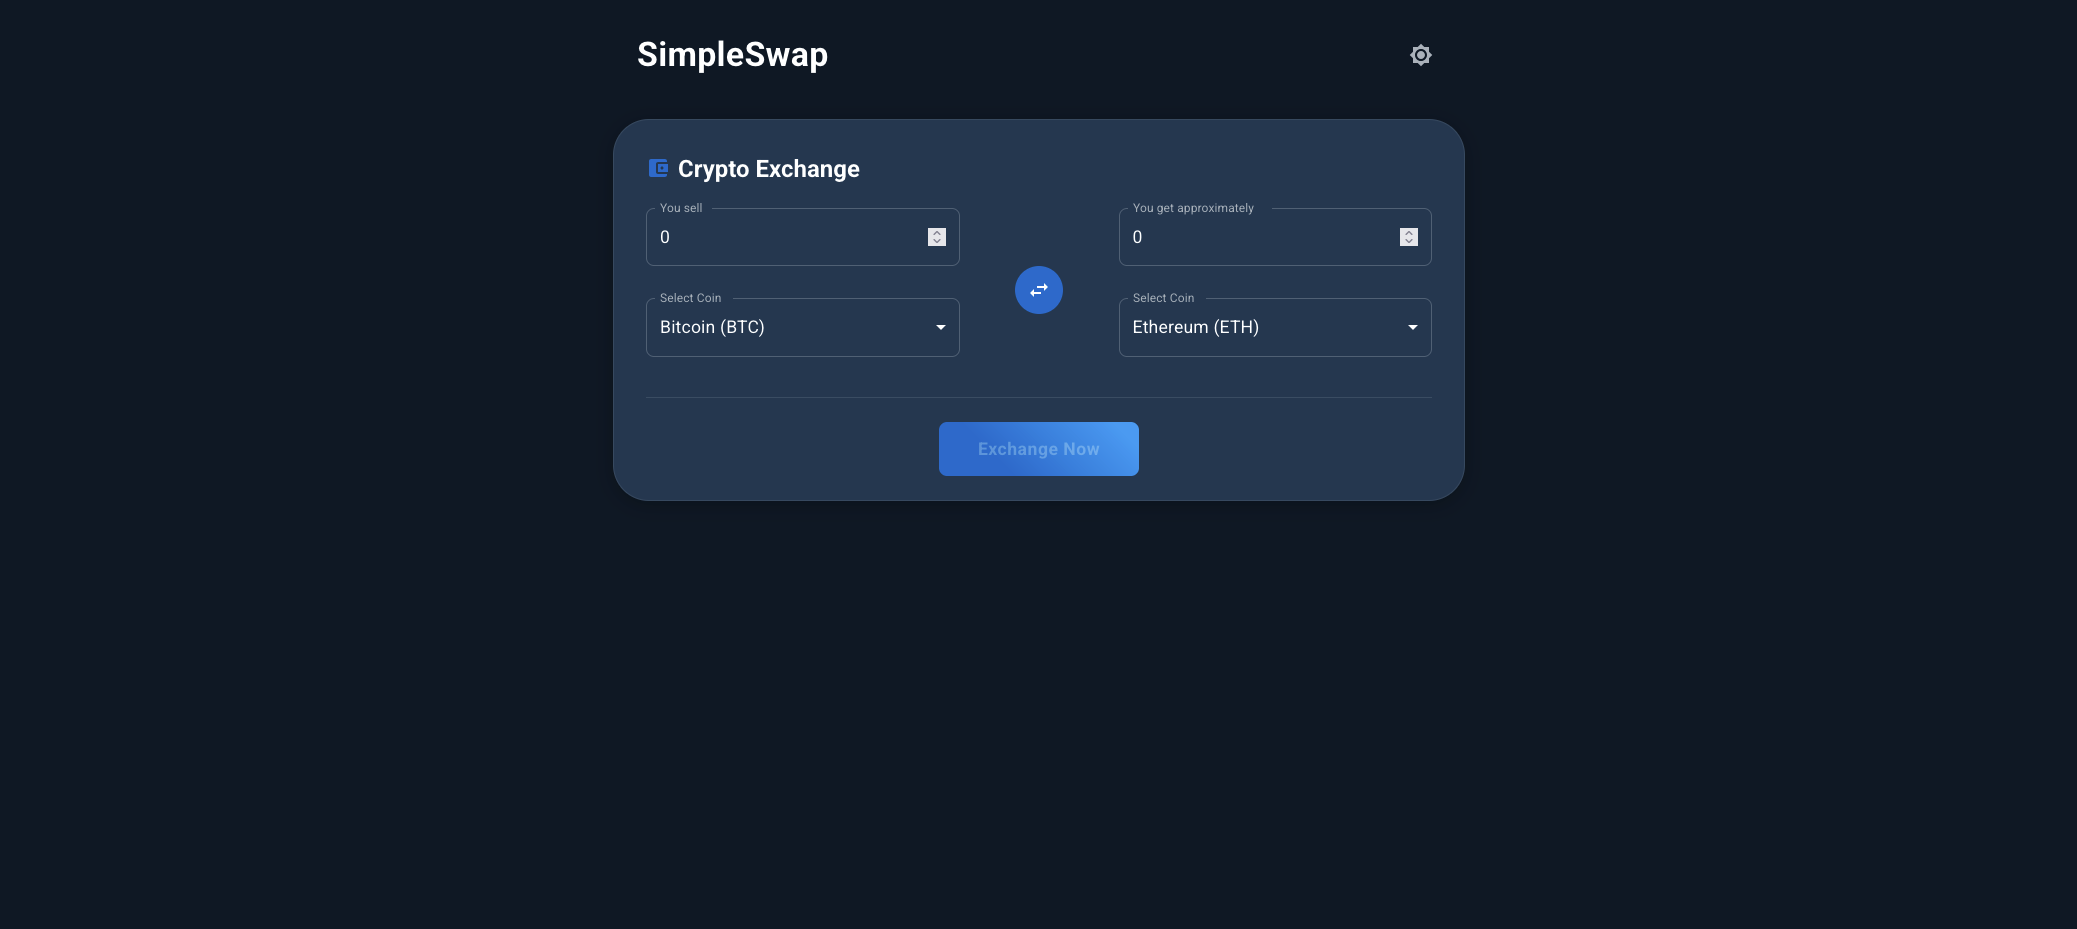 SimpleSwap
Crypto Exchange
You sell
0
Select Coin
Bitcoin (BTC)
You get approximately
0
Select Coin
Ethereum (ETH)
Exchange Now